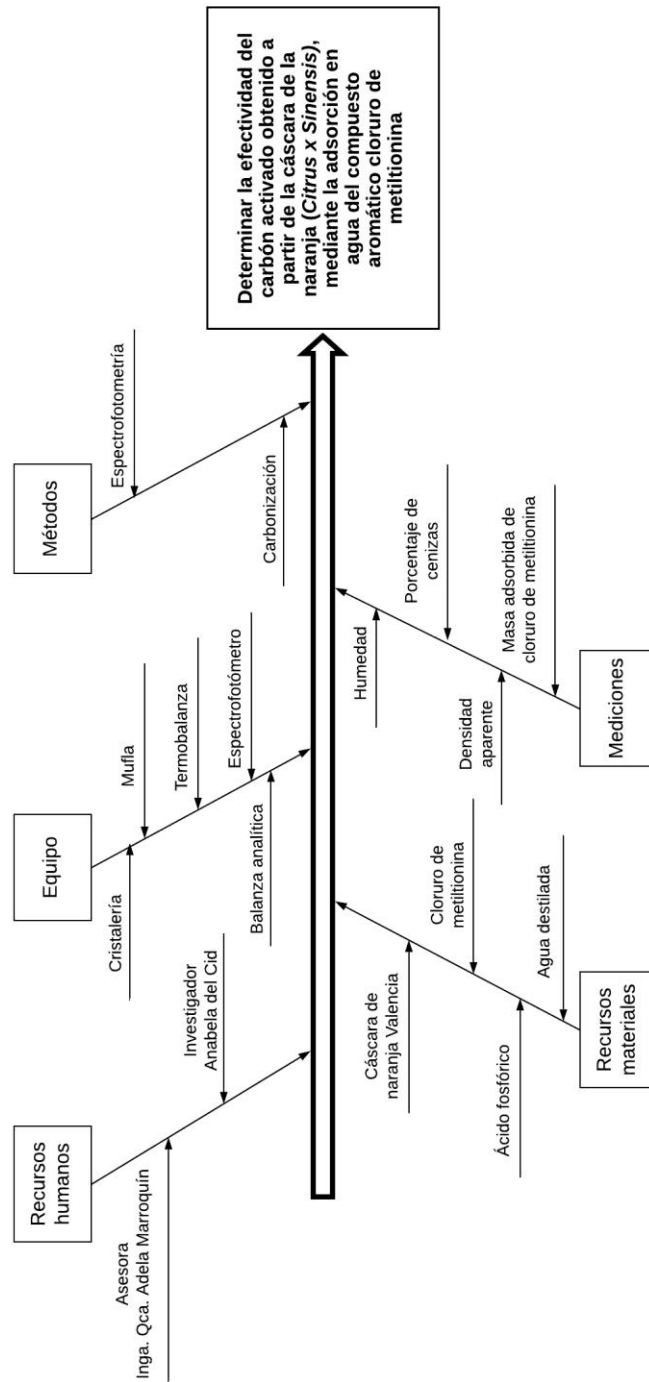 Recursos
humanos
Asesora
Inga. Qca. Adela Marroquín
Investigador
Anabela del Cid
Equipo
Cristalería
Mufla
Termobalanza
Espectrofotómetro
Balanza analítica
Métodos
Espectrofotometría
Carbonización
Determinar la efectividad del
carbón activado obtenido a
partir de la cáscara de la
naranja (Citrus x Sinensis),
mediante la adsorción en
agua del compuesto
aromático cloruro de
metiltionina
Cáscara de
naranja Valencia
Cloruro de
metiltionina
Ácido fosfórico
Agua destilada
Recursos
materiales
Humedad
Porcentaje de
cenizas
Densidad
aparente
Masa adsorbida de
cloruro de metiltionina
Mediciones